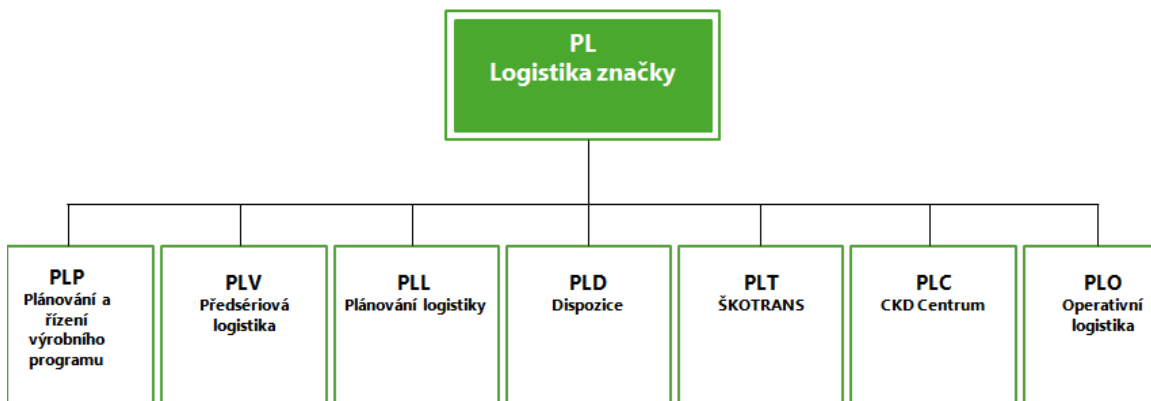 PL
Logistika značky
PLP
Plánování a
řízení
výrobního
programu
PLV
Předsériová
logistika
PLL
Plánování logistiky
PLD
Dispozice
PLT
ŠKOTRANS
PLC
CKD Centrum
PLO
Operativní
logistika